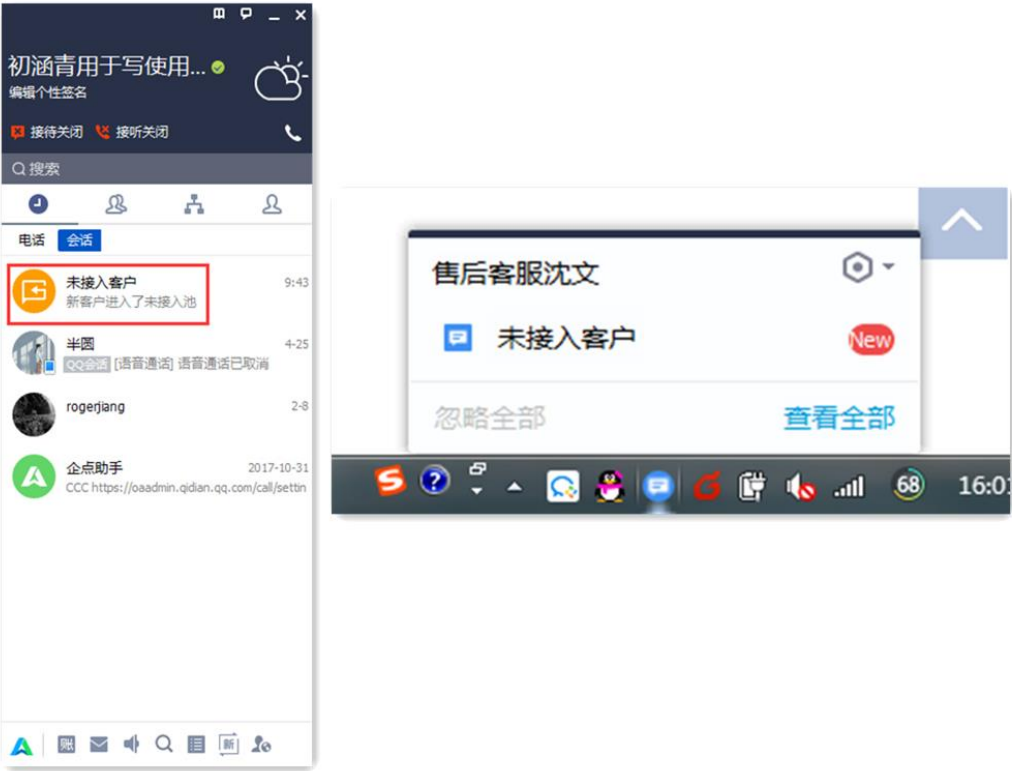 初涵青用于写使用...
编辑个性签名
接待关闭 接听关闭
搜索
电话 会话
未接入客户 9:43
新客户进入了未接入池
半圆 4-25
QQ会话 [语音通话] 语音通话已取消
rogerjiang 2-8
企点助手 2017-10-31
CCC https://oaadmin.qidian.qq.com/call/settin
账 新
售后客服沈文
未接入客户 New
忽略全部 查看全部
68 16:01